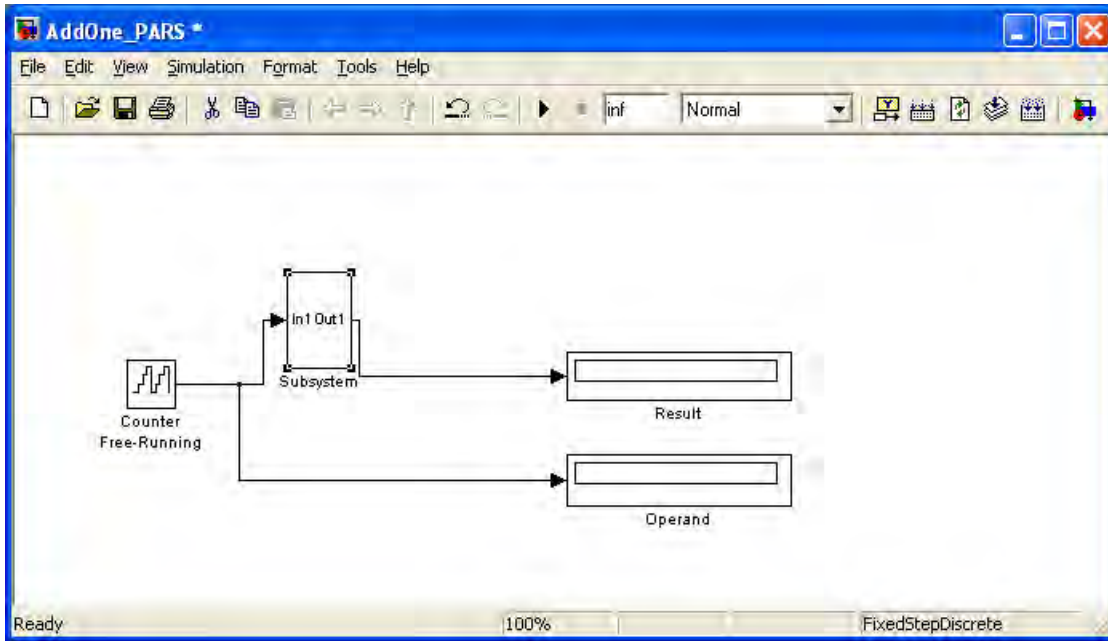 AddOne_PARS *
File Edit View Simulation Format Tools Help
inf Normal
In1 Out1
Subsystem
Counter
Free-Running
Result
Operand
Ready 100% FixedStepDiscrete